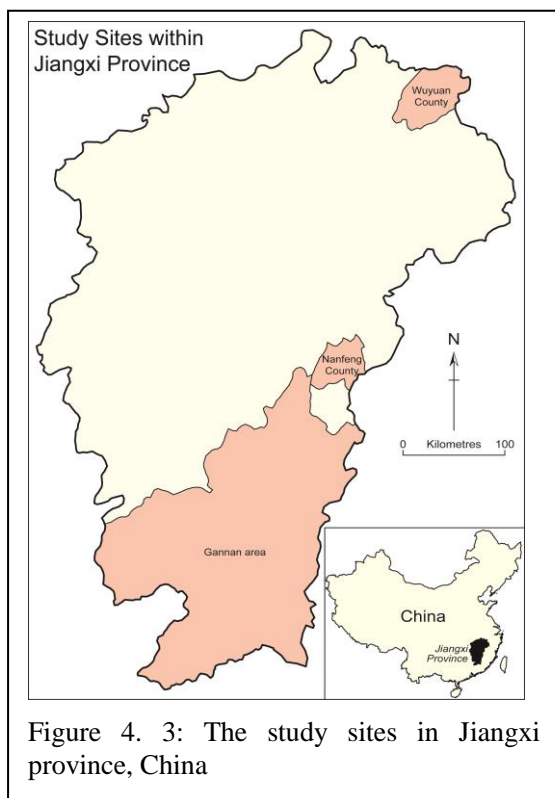 Study Sites within
Jiangxi Province
Wuyuan
County
Nanfeng
County
N
0 Kilometres 100
Gannan area
China
Jiangxi
Province
Figure 4. 3: The study sites in Jiangxi
province, China